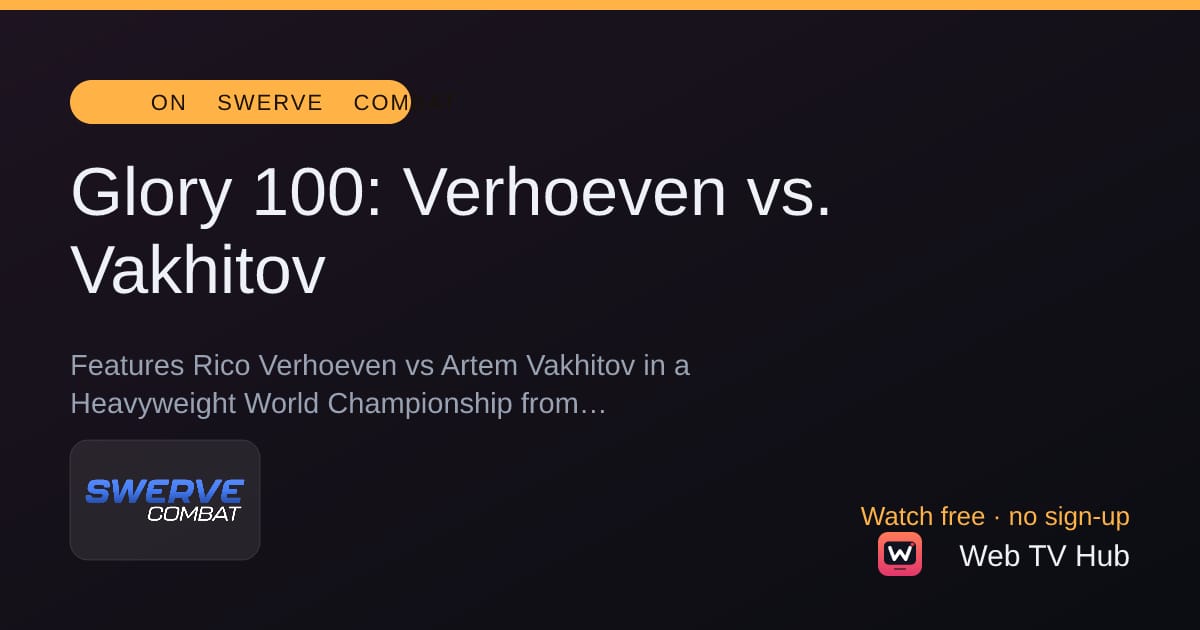 ON SWERVE COMBAT
Glory 100: Verhoeven vs.
Vakhitov
Features Rico Verhoeven vs Artem Vakhitov in a
Heavyweight World Championship from…
SWERVE
COMBAT
Watch free · no sign-up
W
Web TV Hub